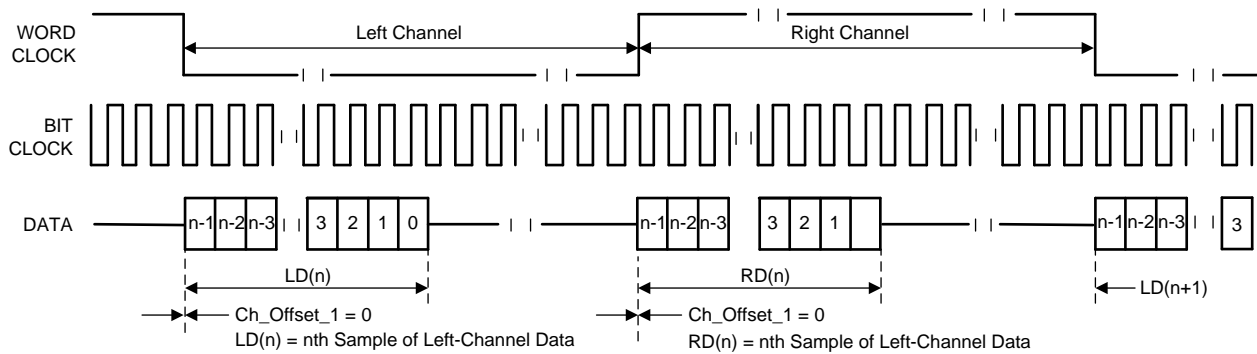 WORD
CLOCK
Left Channel
Right Channel
BIT
CLOCK
DATA
n-1 n-2 n-3 3 2 1 0
n-1 n-2 n-3 3 2 1
n-1 n-2 n-3 3
LD(n)
RD(n)
LD(n+1)
Ch_Offset_1 = 0
LD(n) = nth Sample of Left-Channel Data
Ch_Offset_1 = 0
RD(n) = nth Sample of Left-Channel Data